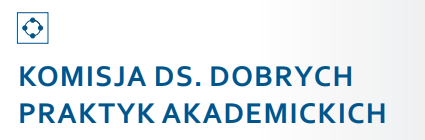 KOMISJA DS. DOBRYCH
PRAKTYK AKADEMICKICH